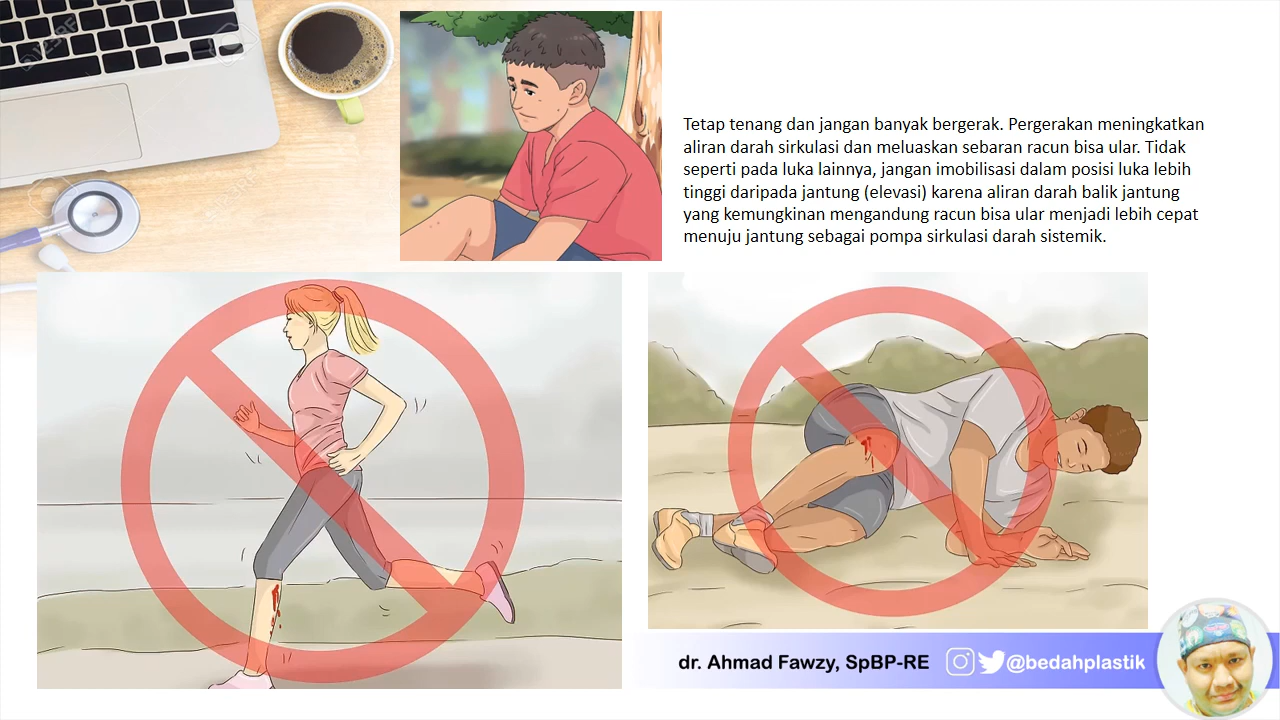 Tetap tenang dan jangan banyak bergerak. Pergerakan meningkatkan
aliran darah sirkulasi dan meluaskan sebaran racun bisa ular. Tidak
seperti pada luka lainnya, jangan imobilisasi dalam posisi luka lebih
tinggi daripada jantung (elevasi) karena aliran darah balik jantung
yang kemungkinan mengandung racun bisa ular menjadi lebih cepat
menuju jantung sebagai pompa sirkulasi darah sistemik.
dr. Ahmad Fawzy, SpBP-RE
@bedahplastik